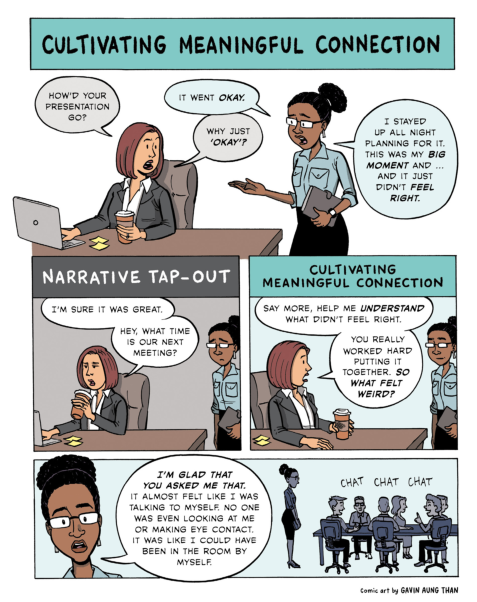 CULTIVATING MEANINGFUL CONNECTION
HOW'D YOUR
PRESENTATION
GO?
IT WENT OKAY.
WHY JUST
'OKAY'?
I STAYED
UP ALL NIGHT
PLANNING FOR IT.
THIS WAS MY BIG
MOMENT AND ...
AND IT JUST
DIDN'T FEEL
RIGHT.
NARRATIVE TAP-OUT
I'M SURE IT WAS GREAT.
HEY, WHAT TIME
IS OUR NEXT
MEETING?
CULTIVATING
MEANINGFUL CONNECTION
SAY MORE, HELP ME UNDERSTAND
WHAT DIDN'T FEEL RIGHT.
YOU REALLY
WORKED HARD
PUTTING IT
TOGETHER. SO
WHAT FELT
WEIRD?
I'M GLAD THAT
YOU ASKED ME THAT.
IT ALMOST FELT LIKE I WAS
TALKING TO MYSELF. NO ONE
WAS EVEN LOOKING AT ME
OR MAKING EYE CONTACT.
IT WAS LIKE I COULD HAVE
BEEN IN THE ROOM BY
MYSELF.
CHAT CHAT CHAT
Comic art by GAVIN AUNG THAN